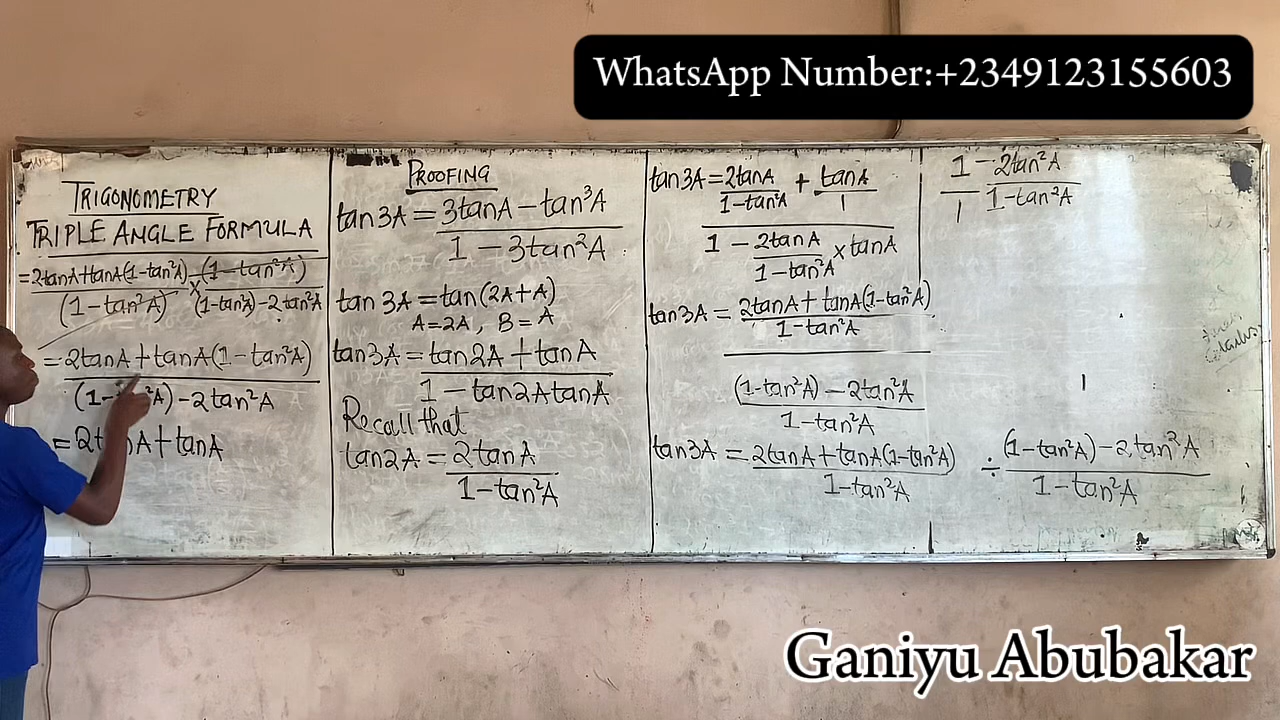 WhatsApp Number:+2349123155603
TRIGONOMETRY
TRIPLE ANGLE FORMULA
= 2tanA+tanA(1-tan²A) / (1-tan²A) × (1-tan²A) / (1-tan²A)-2tan²A
= 2tanA+tanA(1-tan²A) / (1-tan²A)-2tan²A
= 2tanA+tanA
PROOFING
tan3A = 3tanA-tan³A / 1-3tan²A
tan3A = tan(2A+A)
A=2A, B=A
tan3A = tan2A+tanA / 1-tan2AtanA
Recall that
tan2A = 2tanA / 1-tan²A
tan3A = 2tanA / 1-tan²A + tanA / 1
1 - 2tanA / 1-tan²A × tanA
tan3A = 2tanA+tanA(1-tan²A) / 1-tan²A
(1-tan²A)-2tan²A / 1-tan²A
tan3A = 2tanA+tanA(1-tan²A) / 1-tan²A ÷ (1-tan²A)-2tan²A / 1-tan²A
1 / 1 - 2tan²A / 1-tan²A
Ganiyu Abubakar